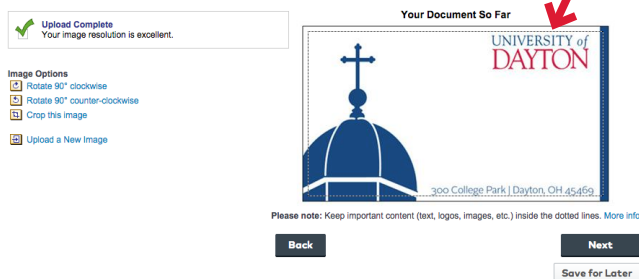 Upload Complete
Your image resolution is excellent.
Image Options
Rotate 90° clockwise
Rotate 90° counter-clockwise
Crop this image
Upload a New Image
Your Document So Far
UNIVERSITY of
DAYTON
300 College Park | Dayton, OH 45469
Please note: Keep important content (text, logos, images, etc.) inside the dotted lines. More info
Back
Next
Save for Later